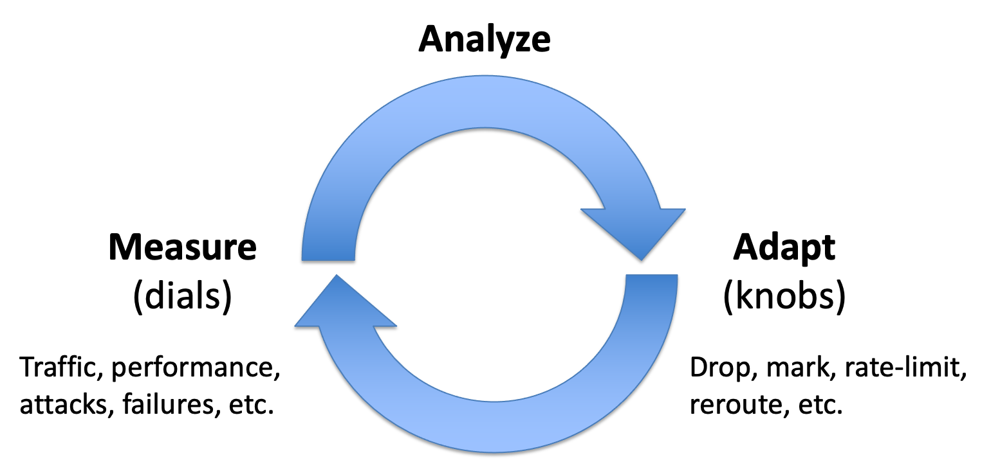 Analyze
Measure
(dials)
Traffic, performance,
attacks, failures, etc.
Adapt
(knobs)
Drop, mark, rate-limit,
reroute, etc.